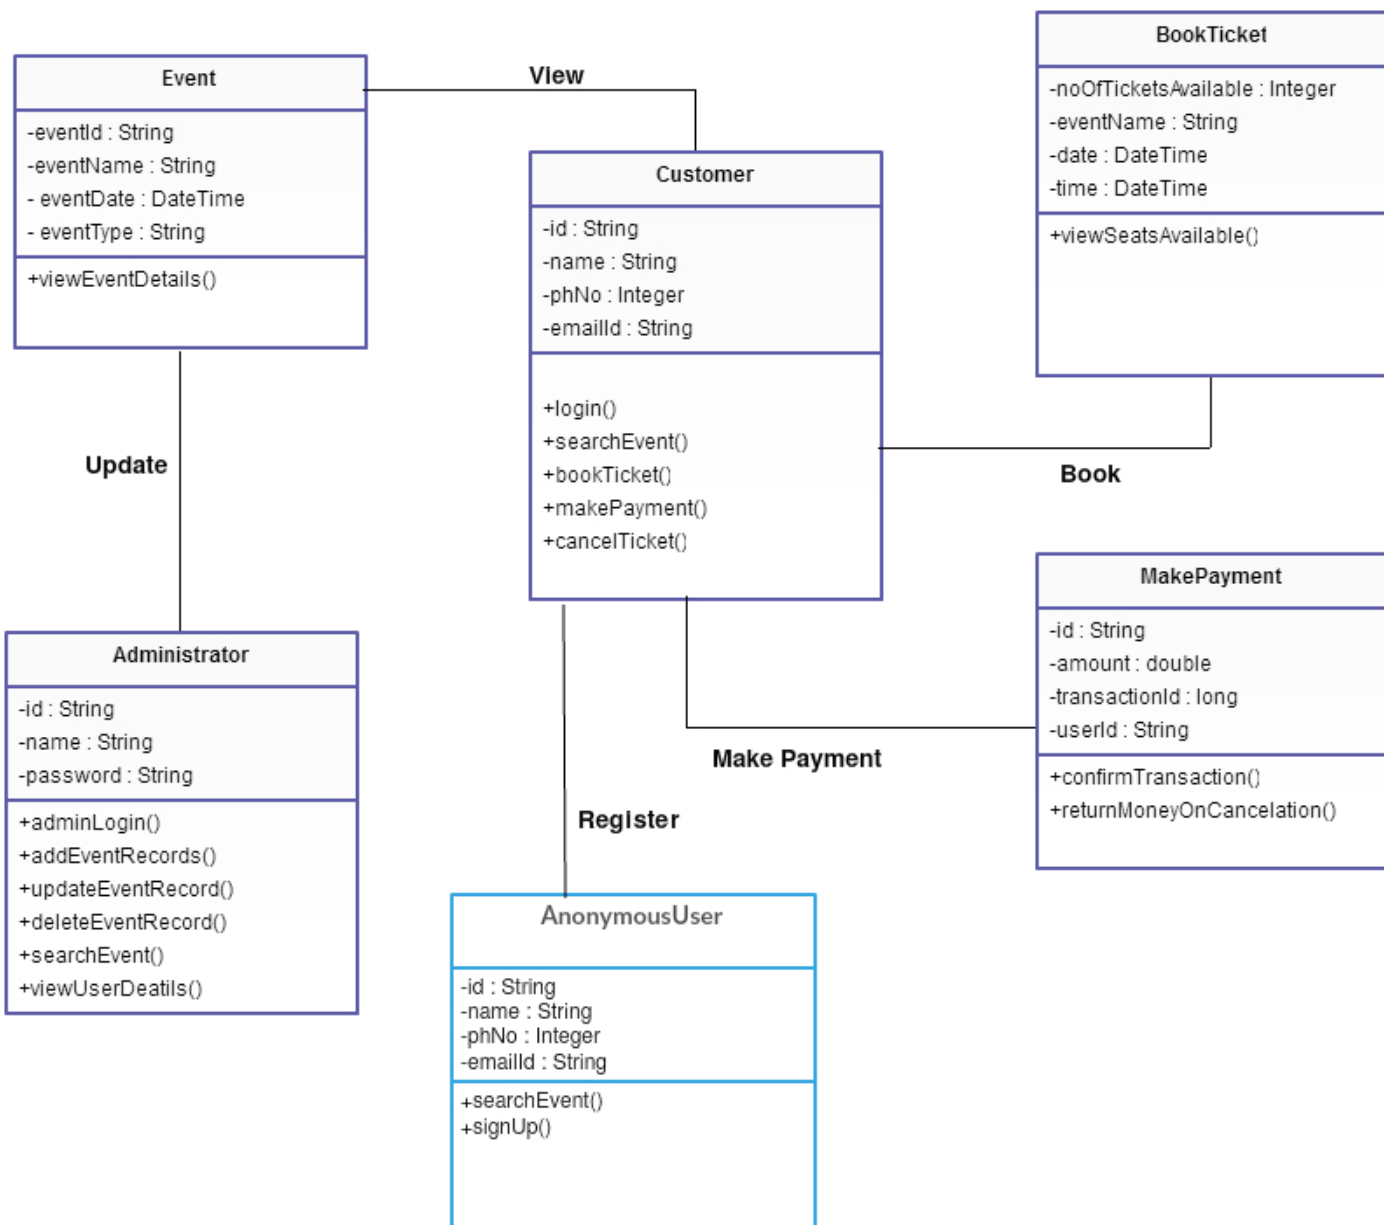 Event
-eventId : String
-eventName : String
- eventDate : DateTime
- eventType : String
+viewEventDetails()
View
Customer
-id : String
-name : String
-phNo : Integer
-emailId : String
+login()
+searchEvent()
+bookTicket()
+makePayment()
+cancelTicket()
BookTicket
-noOfTicketsAvailable : Integer
-eventName : String
-date : DateTime
-time : DateTime
+viewSeatsAvailable()
Update
Book
Administrator
-id : String
-name : String
-password : String
+adminLogin()
+addEventRecords()
+updateEventRecord()
+deleteEventRecord()
+searchEvent()
+viewUserDeatils()
MakePayment
-id : String
-amount : double
-transactionId : long
-userId : String
+confirmTransaction()
+returnMoneyOnCancelation()
Make Payment
Register
AnonymousUser
-id : String
-name : String
-phNo : Integer
-emailId : String
+searchEvent()
+signUp()